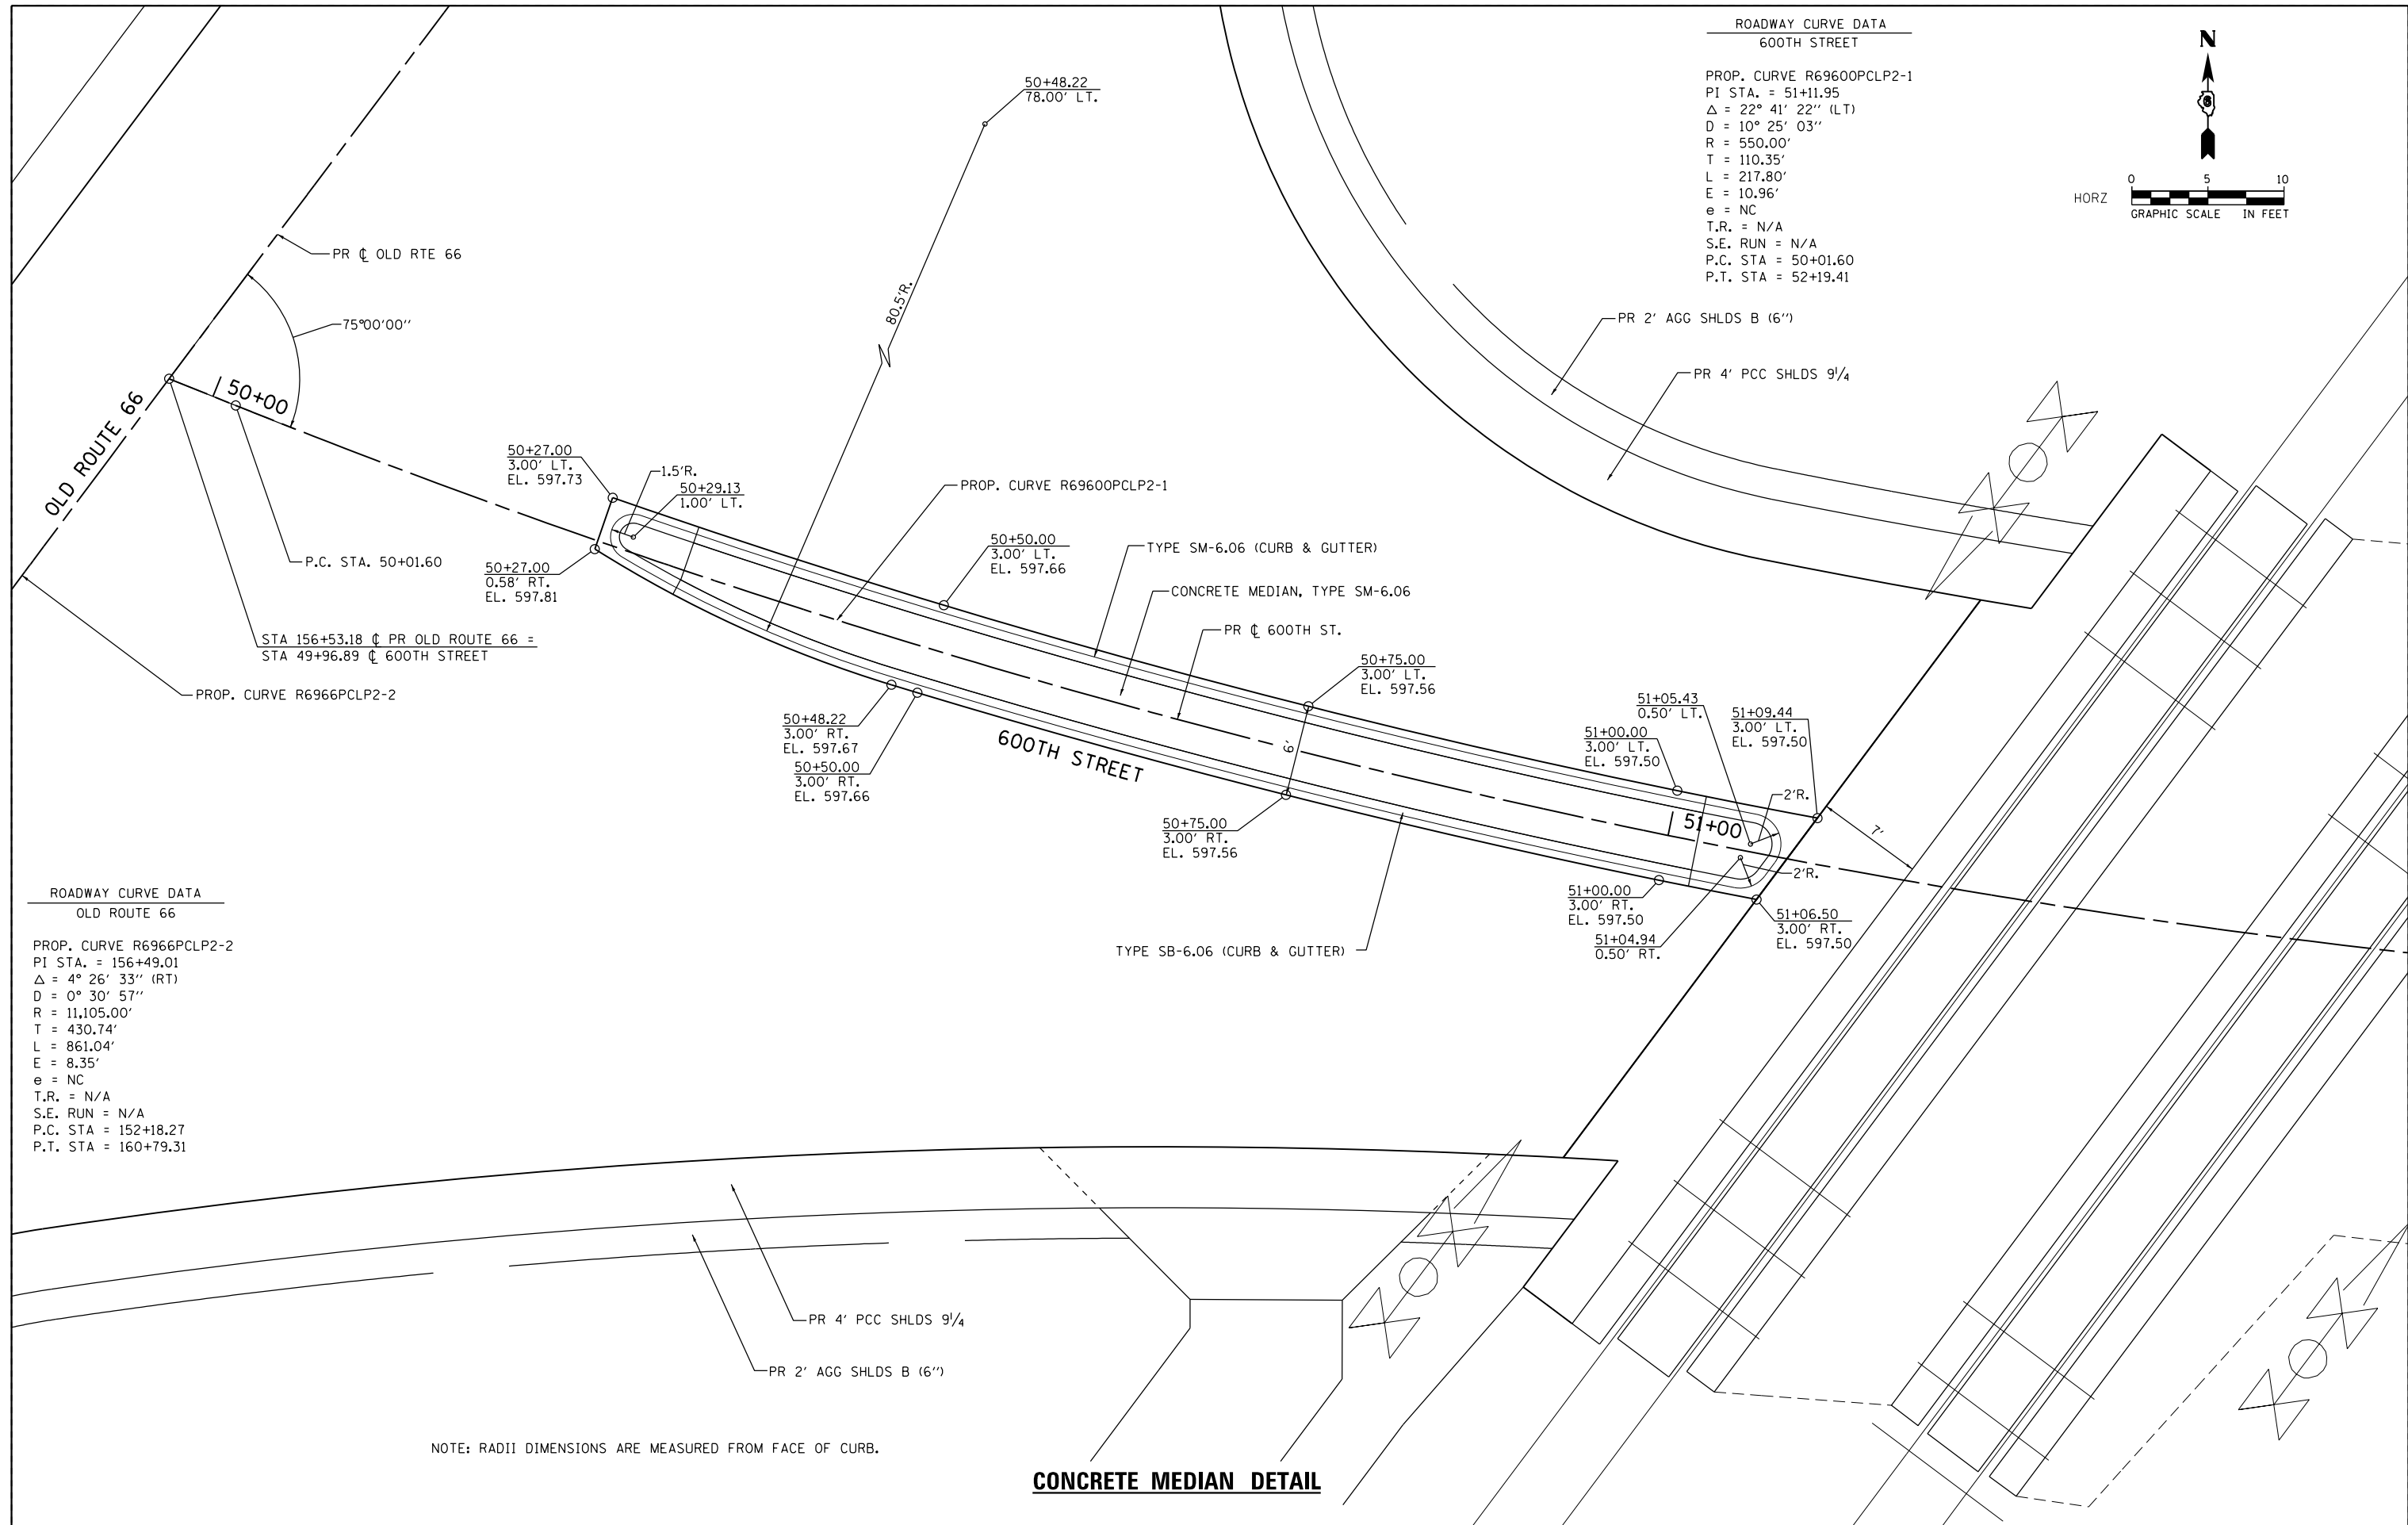 ROADWAY CURVE DATA
600TH STREET
PROP. CURVE R69600PCLP2-1
PI STA. = 51+11.95
Δ = 22° 41' 22'' (LT)
D = 10° 25' 03''
R = 550.00'
T = 110.35'
L = 217.80'
E = 10.96'
e = NC
T.R. = N/A
S.E. RUN = N/A
P.C. STA = 50+01.60
P.T. STA = 52+19.41
N
0 5 10
HORZ
GRAPHIC SCALE IN FEET
50+48.22
78.00' LT.
80.5'R.
PR ℄ OLD RTE 66
75°00'00''
PR 2' AGG SHLDS B (6'')
PR 4' PCC SHLDS 9¼
OLD ROUTE 66
50+00
50+27.00
3.00' LT.
EL. 597.73
1.5'R.
50+29.13
1.00' LT.
PROP. CURVE R69600PCLP2-1
50+50.00
3.00' LT.
EL. 597.66
TYPE SM-6.06 (CURB & GUTTER)
CONCRETE MEDIAN, TYPE SM-6.06
PR ℄ 600TH ST.
P.C. STA. 50+01.60
50+27.00
0.58' RT.
EL. 597.81
STA 156+53.18 ℄ PR OLD ROUTE 66 =
STA 49+96.89 ℄ 600TH STREET
PROP. CURVE R6966PCLP2-2
50+75.00
3.00' LT.
EL. 597.56
51+05.43
0.50' LT.
51+09.44
3.00' LT.
EL. 597.50
51+00.00
3.00' LT.
EL. 597.50
50+48.22
3.00' RT.
EL. 597.67
50+50.00
3.00' RT.
EL. 597.66
600TH STREET
6'
2'R.
51+00
7'
2'R.
50+75.00
3.00' RT.
EL. 597.56
51+00.00
3.00' RT.
EL. 597.50
51+04.94
0.50' RT.
51+06.50
3.00' RT.
EL. 597.50
TYPE SB-6.06 (CURB & GUTTER)
ROADWAY CURVE DATA
OLD ROUTE 66
PROP. CURVE R6966PCLP2-2
PI STA. = 156+49.01
Δ = 4° 26' 33'' (RT)
D = 0° 30' 57''
R = 11,105.00'
T = 430.74'
L = 861.04'
E = 8.35'
e = NC
T.R. = N/A
S.E. RUN = N/A
P.C. STA = 152+18.27
P.T. STA = 160+79.31
PR 4' PCC SHLDS 9¼
PR 2' AGG SHLDS B (6'')
NOTE: RADII DIMENSIONS ARE MEASURED FROM FACE OF CURB.
CONCRETE MEDIAN DETAIL